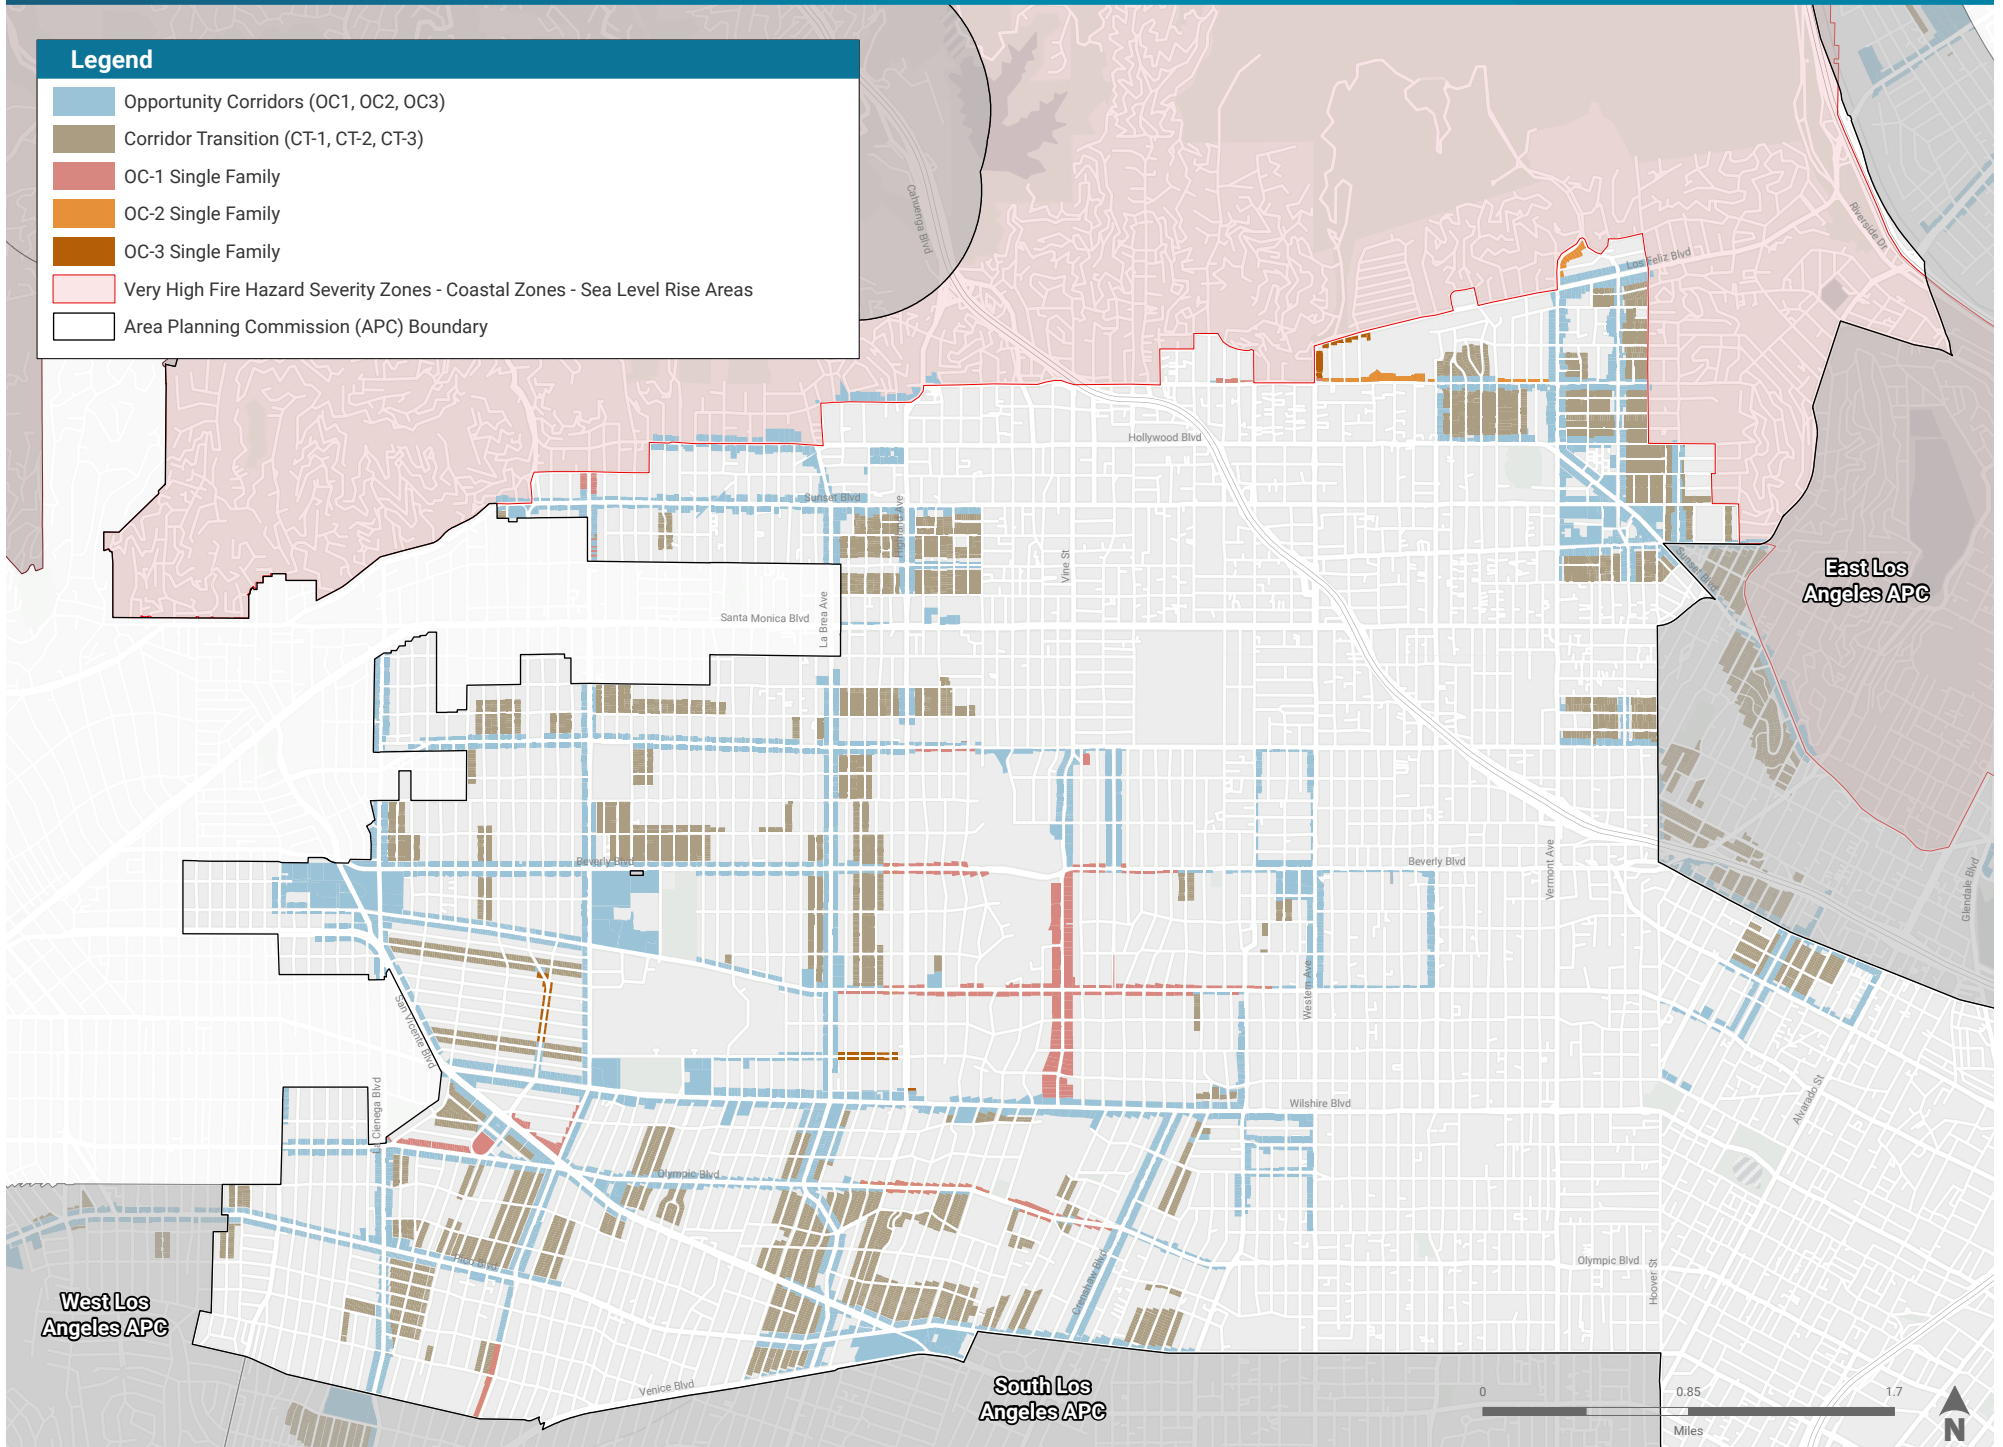 Legend
Opportunity Corridors (OC1, OC2, OC3)
Corridor Transition (CT-1, CT-2, CT-3)
OC-1 Single Family
OC-2 Single Family
OC-3 Single Family
Very High Fire Hazard Severity Zones - Coastal Zones - Sea Level Rise Areas
Area Planning Commission (APC) Boundary
Cahuenga Blvd
Riverside Dr
Los Feliz Blvd
Hollywood Blvd
Sunset Blvd
Highland Ave
Vine St
Sunset Blvd
East Los
Angeles APC
La Brea Ave
Santa Monica Blvd
Beverly Blvd
Beverly Blvd
Vermont Ave
Glendale Blvd
Western Ave
San Vicente Blvd
La Cienega Blvd
Wilshire Blvd
Alvarado St
Olympic Blvd
Pico Blvd
Crenshaw Blvd
Olympic Blvd
Hoover St
West Los
Angeles APC
Venice Blvd
South Los
Angeles APC
0
0.85
1.7
Miles
N